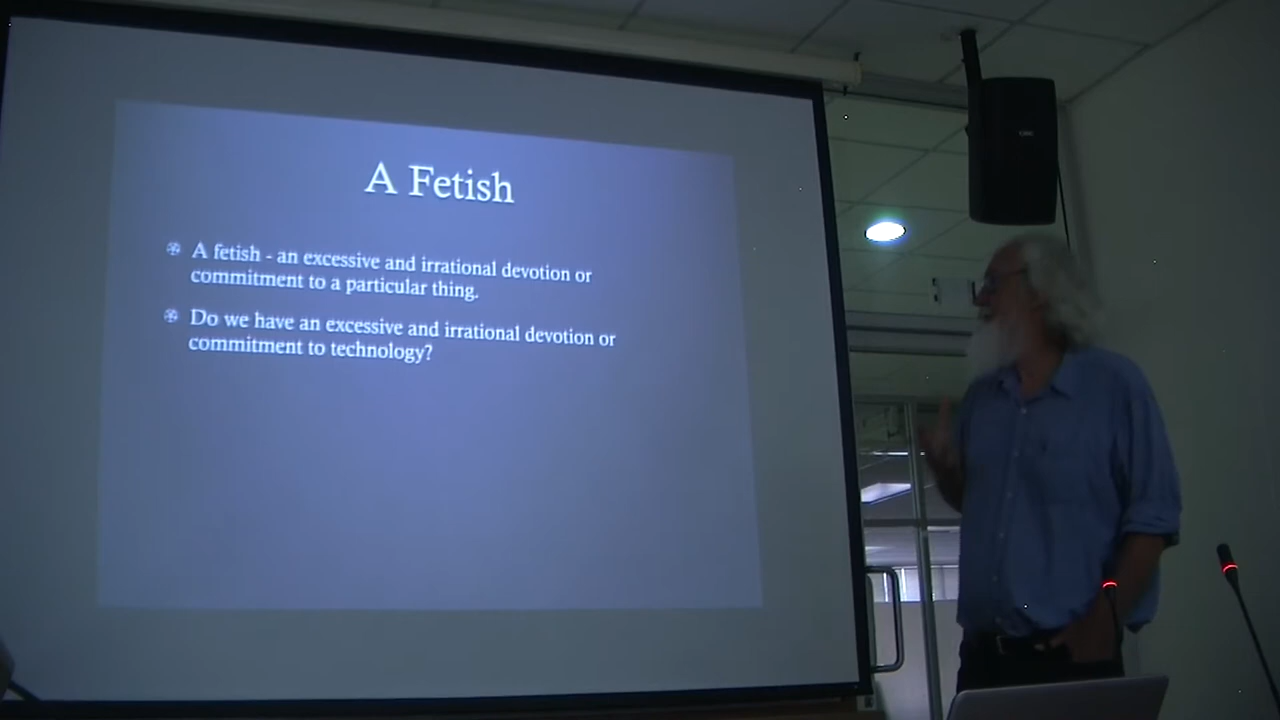 A Fetish
A fetish - an excessive and irrational devotion or
commitment to a particular thing.
Do we have an excessive and irrational devotion or
commitment to technology?